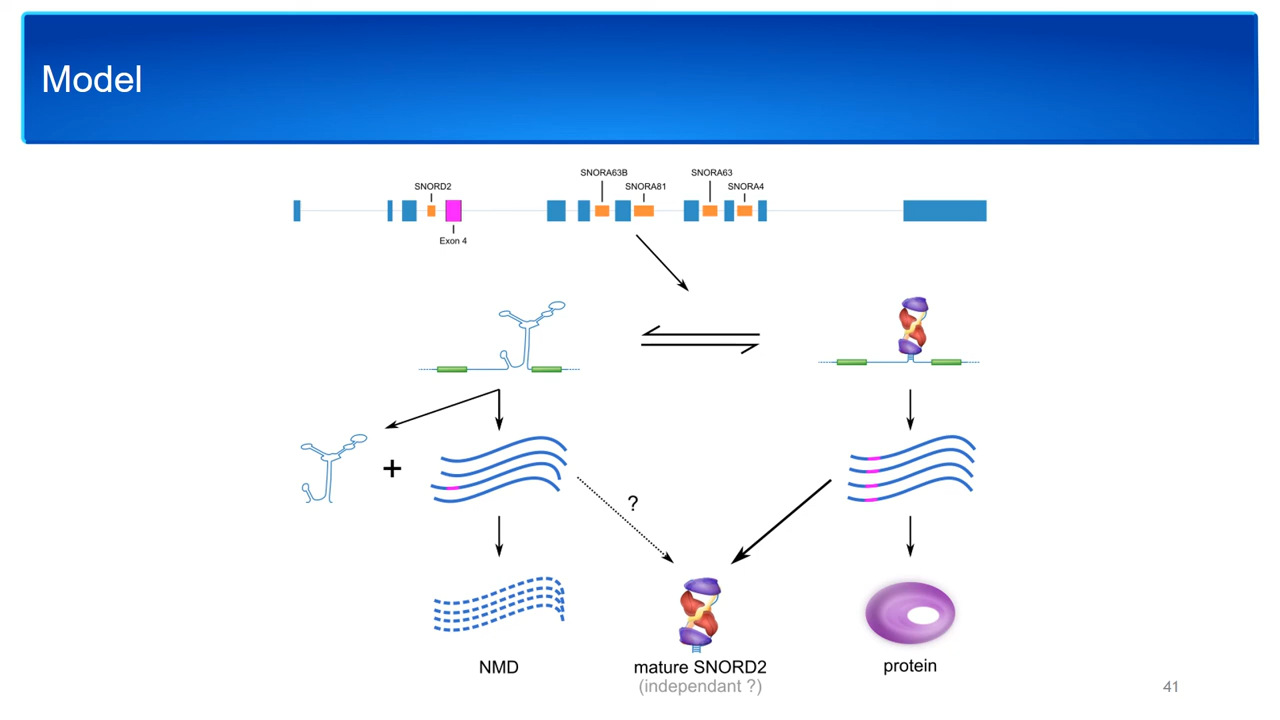 Model
SNORD2
SNORA63B
SNORA81
SNORA63
SNORA4
Exon 4
+
?
NMD
mature SNORD2
(independant ?)
protein
41